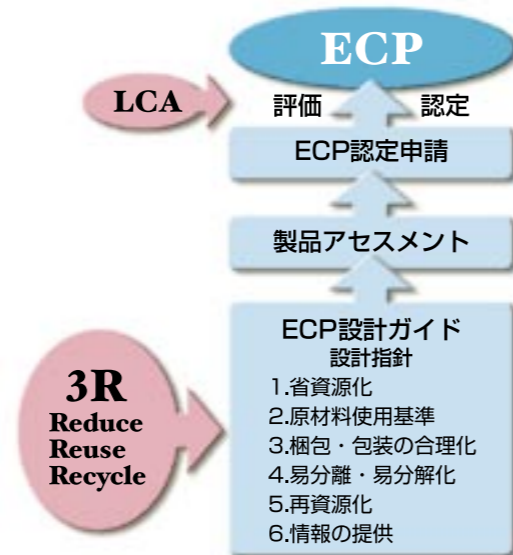 ECP
LCA
評価 認定
ECP認定申請
製品アセスメント
ECP設計ガイド
設計指針
1.省資源化
2.原材料使用基準
3.梱包・包装の合理化
4.易分離・易分解化
5.再資源化
6.情報の提供
3R
Reduce
Reuse
Recycle